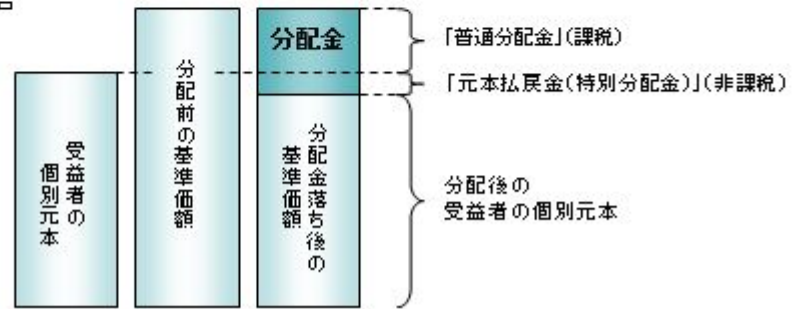 受益者の
個別元本
分配前の基準価額
分配金
分配金落ち後の
基準価額
「普通分配金」(課税)
「元本払戻金(特別分配金)」(非課税)
分配後の
受益者の個別元本